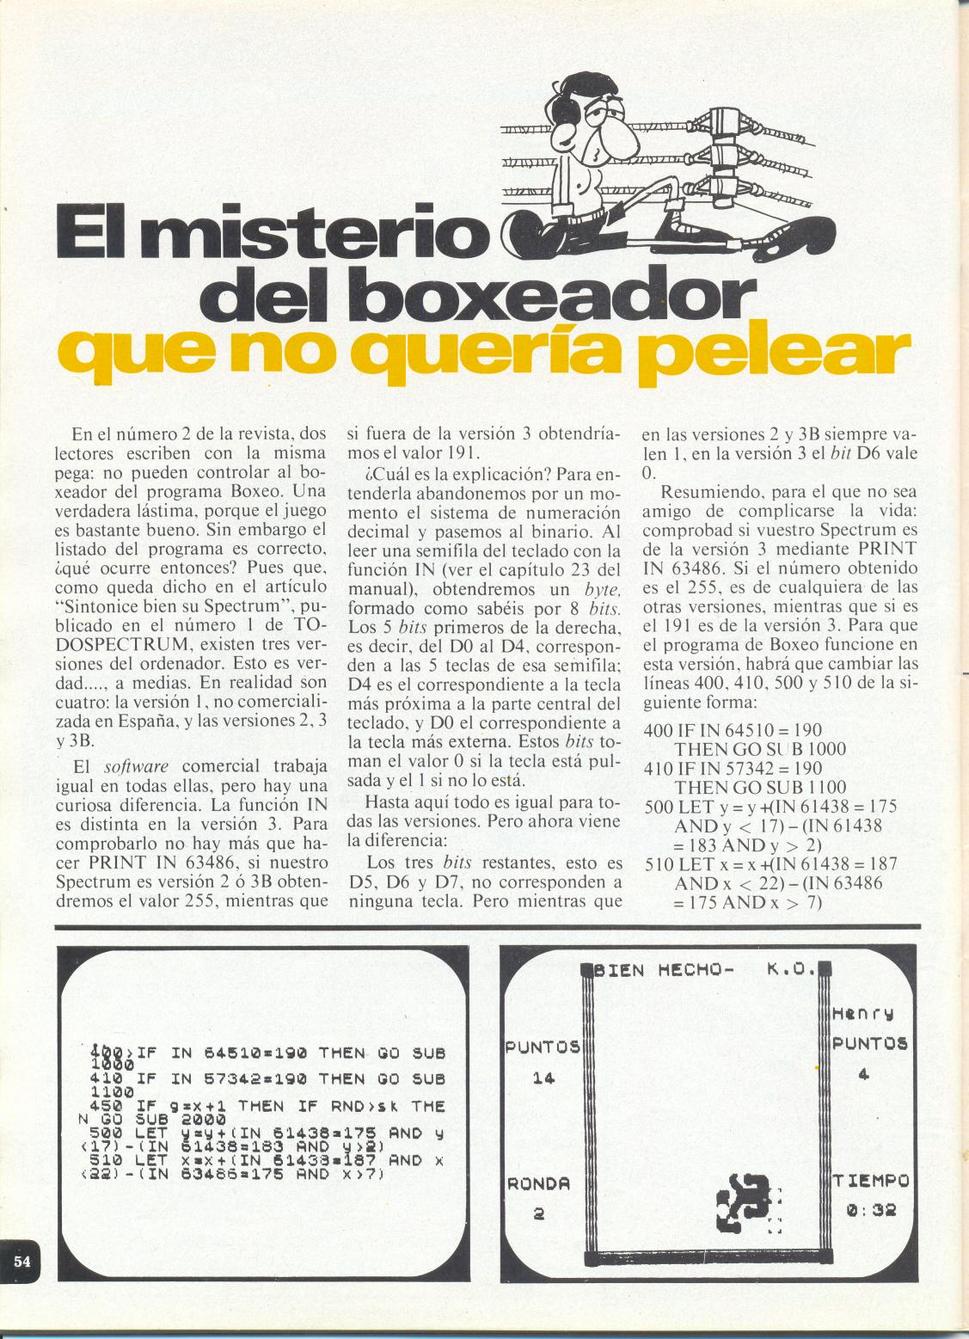 El misterio
del boxeador
que no quería pelear
En el número 2 de la revista, dos
lectores escriben con la misma
pega: no pueden controlar al bo-
xeador del programa Boxeo. Una
verdadera lástima, porque el juego
es bastante bueno. Sin embargo el
listado del programa es correcto,
¿qué ocurre entonces? Pues que,
como queda dicho en el artículo
“Sintonice bien su Spectrum”, pu-
blicado en el número 1 de TO-
DOSPECTRUM, existen tres ver-
siones del ordenador. Esto es ver-
dad...., a medias. En realidad son
cuatro: la versión 1, no comerciali-
zada en España, y las versiones 2, 3
y 3B.
El software comercial trabaja
igual en todas ellas, pero hay una
curiosa diferencia. La función IN
es distinta en la versión 3. Para
comprobarlo no hay más que ha-
cer PRINT IN 63486, si nuestro
Spectrum es versión 2 ó 3B obten-
dremos el valor 255, mientras que
si fuera de la versión 3 obtendría-
mos el valor 191.
¿Cuál es la explicación? Para en-
tenderla abandonemos por un mo-
mento el sistema de numeración
decimal y pasemos al binario. Al
leer una semifila del teclado con la
función IN (ver el capítulo 23 del
manual), obtendremos un byte,
formado como sabéis por 8 bits.
Los 5 bits primeros de la derecha,
es decir, del D0 al D4, correspon-
den a las 5 teclas de esa semifila;
D4 es el correspondiente a la tecla
más próxima a la parte central del
teclado, y D0 el correspondiente a
la tecla más externa. Estos bits to-
man el valor 0 si la tecla está pul-
sada y el 1 si no lo está.
Hasta aquí todo es igual para to-
das las versiones. Pero ahora viene
la diferencia:
Los tres bits restantes, esto es
D5, D6 y D7, no corresponden a
ninguna tecla. Pero mientras que
en las versiones 2 y 3B siempre va-
len 1, en la versión 3 el bit D6 vale
0.
Resumiendo, para el que no sea
amigo de complicarse la vida:
comprobad si vuestro Spectrum es
de la versión 3 mediante PRINT
IN 63486. Si el número obtenido
es el 255, es de cualquiera de las
otras versiones, mientras que si es
el 191 es de la versión 3. Para que
el programa de Boxeo funcione en
esta versión, habrá que cambiar las
líneas 400, 410, 500 y 510 de la si-
guiente forma:
400 IF IN 64510 = 190
THEN GO SUB 1000
410 IF IN 57342 = 190
THEN GO SUB 1100
500 LET y = y +(IN 61438 = 175
AND y < 17) – (IN 61438
= 183 AND y > 2)
510 LET x = x +(IN 61438 = 187
AND x < 22) – (IN 63486
= 175 AND x > 7)
400>IF IN 64510=190 THEN GO SUB
1000
410 IF IN 57342=190 THEN GO SUB
1100
450 IF g=x+1 THEN IF RND>sk THE
N GO SUB 2000
500 LET y=y+(IN 61438=175 AND y
<17)-(IN 61438=183 AND y>2)
510 LET x=x+(IN 61438=187 AND x
<22)-(IN 63486=175 AND x>7)
BIEN HECHO- K.O.
Henry
PUNTOS
14
PUNTOS
4
RONDA
2
TIEMPO
0:32
54